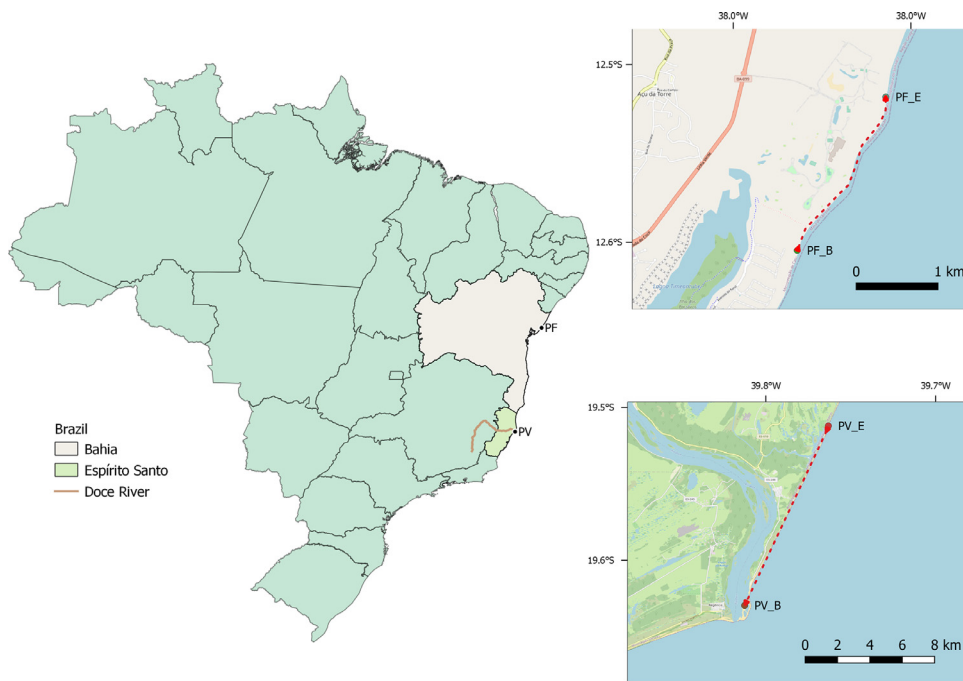 Brazil
Bahia
Espírito Santo
Doce River
PF
PV
38.0°W
38.0°W
12.5°S
12.6°S
Açu da Torre
PF_E
PF_B
0
1 km
39.8°W
39.7°W
19.5°S
19.6°S
PV_E
PV_B
0 2 4 6 8 km